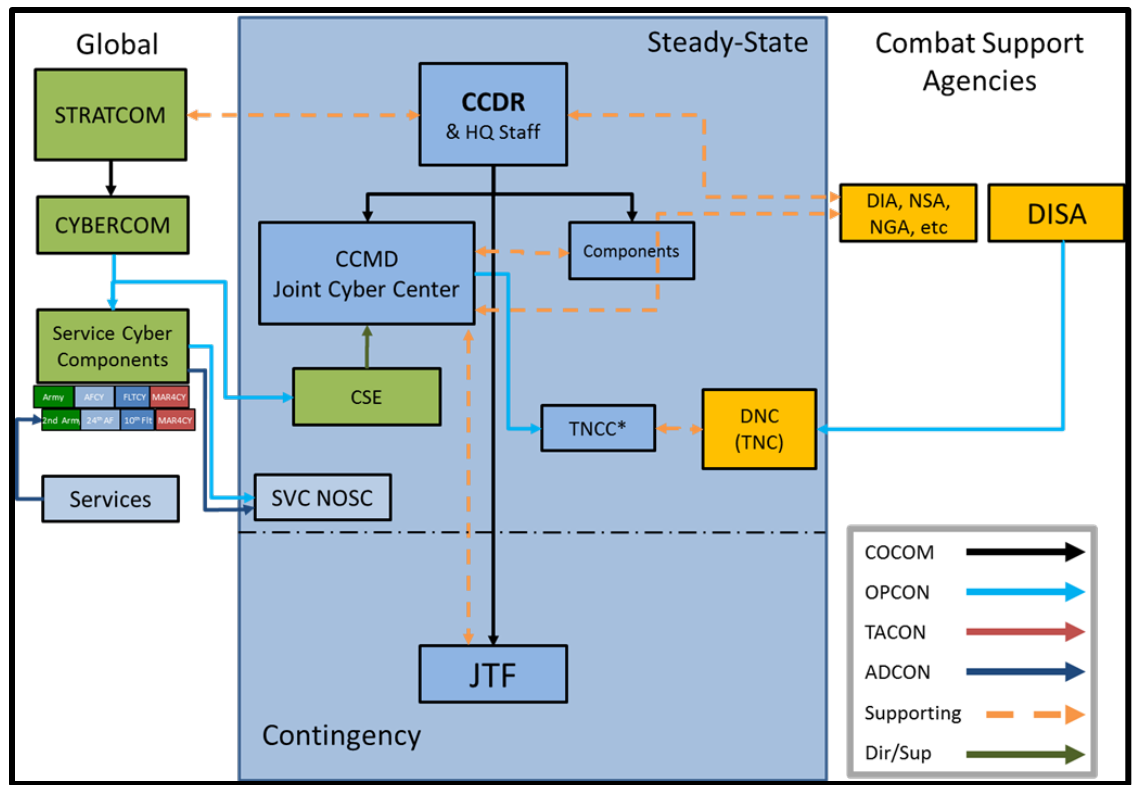 Global
Steady-State
Combat Support
Agencies
STRATCOM
CCDR
& HQ Staff
CYBERCOM
DIA, NSA,
NGA, etc
DISA
CCMD
Joint Cyber Center
Components
Service Cyber
Components
Army
AFCY
FLTCY
MAR4CY
2nd Army
24th AF
10th Flt
MAR4CY
CSE
TNCC*
DNC
(TNC)
Services
SVC NOSC
JTF
Contingency
COCOM
OPCON
TACON
ADCON
Supporting
Dir/Sup